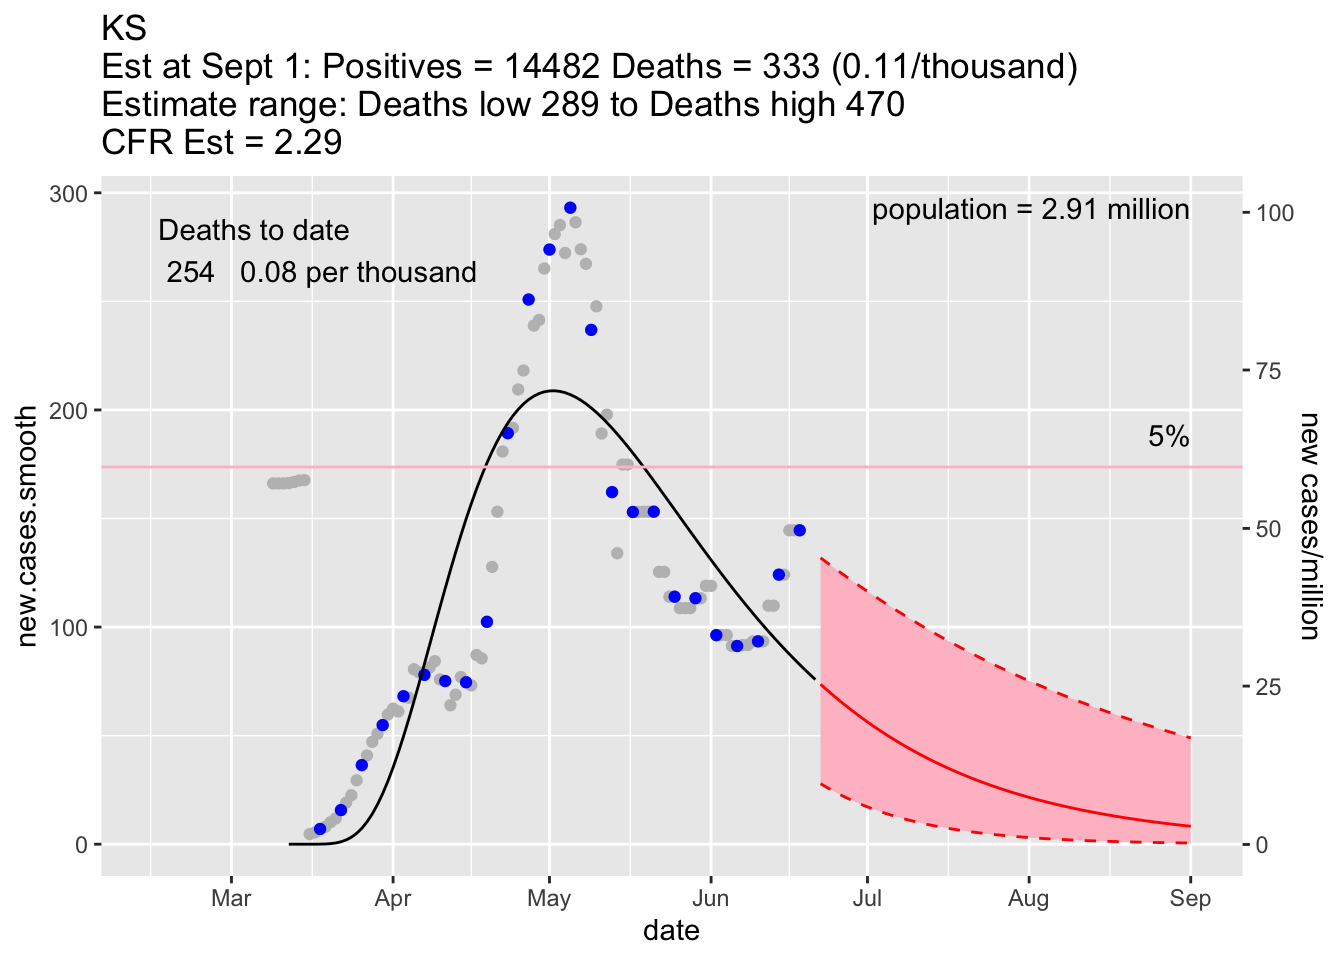 KS
Est at Sept 1: Positives = 14482 Deaths = 333 (0.11/thousand)
Estimate range: Deaths low 289 to Deaths high 470
CFR Est = 2.29
Deaths to date
254 0.08 per thousand
population = 2.91 million
5%
new.cases.smooth
300
200
100
0
new cases/million
100
75
50
25
0
Mar Apr May Jun Jul Aug Sep
date